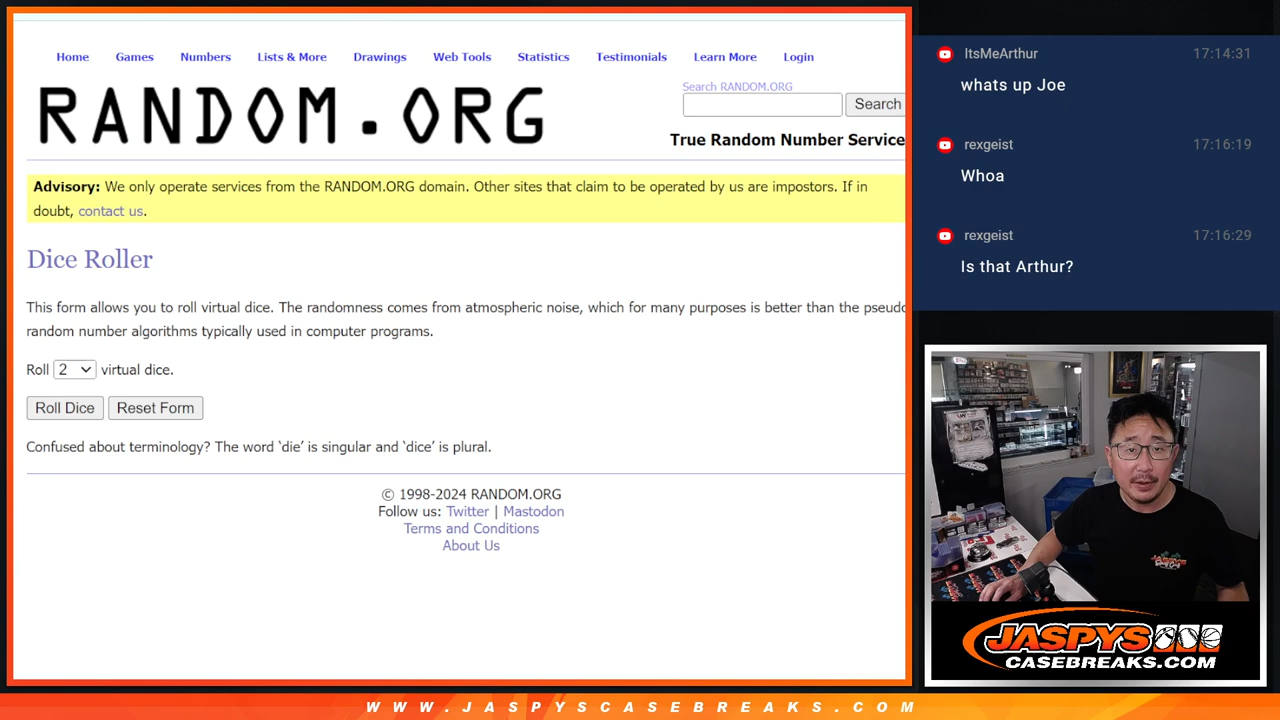 Home Games Numbers Lists & More Drawings Web Tools Statistics Testimonials Learn More Login
RANDOM.ORG
Search RANDOM.ORG
Search
True Random Number Service
Advisory: We only operate services from the RANDOM.ORG domain. Other sites that claim to be operated by us are impostors. If in
doubt, contact us.
Dice Roller
This form allows you to roll virtual dice. The randomness comes from atmospheric noise, which for many purposes is better than the pseudo
random number algorithms typically used in computer programs.
Roll 2 virtual dice.
Roll Dice Reset Form
Confused about terminology? The word ‘die’ is singular and ‘dice’ is plural.
© 1998-2024 RANDOM.ORG
Follow us: Twitter | Mastodon
Terms and Conditions
About Us
ItsMeArthur 17:14:31
whats up Joe
rexgeist 17:16:19
Whoa
rexgeist 17:16:29
Is that Arthur?
JASPYS
CASEBREAKS.COM
WWW.JASPYSCASEBREAKS.COM